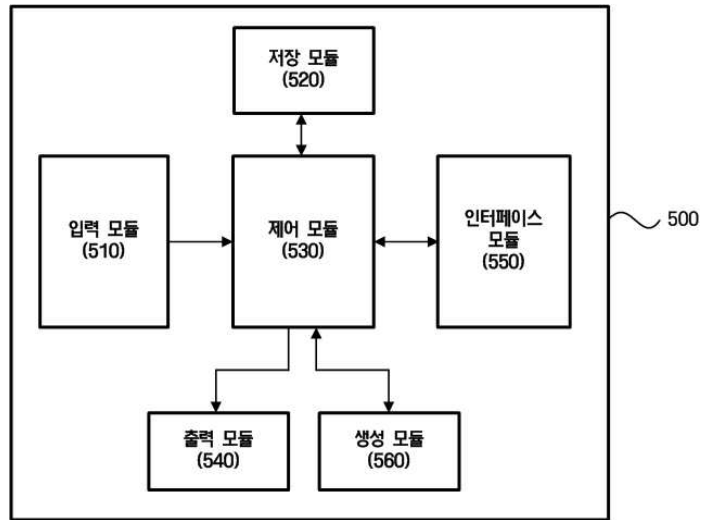 저장 모듈
(520)
입력 모듈
(510)
제어 모듈
(530)
인터페이스
모듈
(550)
500
출력 모듈
(540)
생성 모듈
(560)